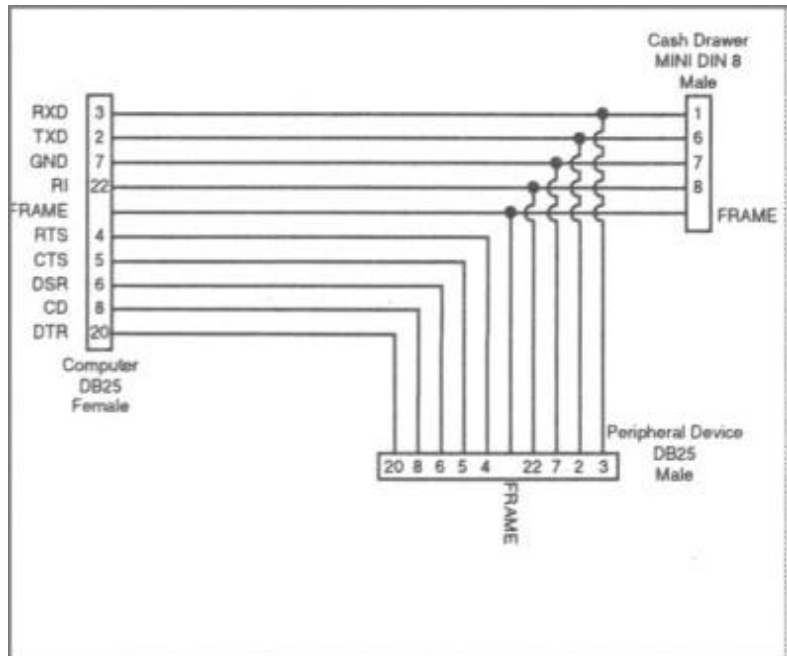 Cash Drawer
MINI DIN 8
Male
RXD 3 1
TXD 2 6
GND 7 7
RI 22 8
FRAME FRAME
RTS 4
CTS 5
DSR 6
CD 8
DTR 20
Computer
DB25
Female
Peripheral Device
DB25
Male
20 8 6 5 4 22 7 2 3
FRAME